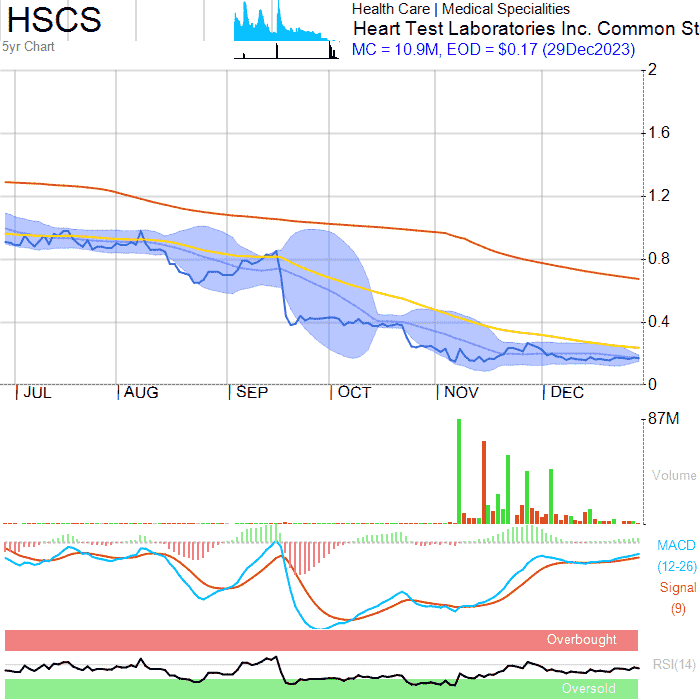 HSCS
5yr Chart
Health Care | Medical Specialities
Heart Test Laboratories Inc. Common St
MC = 10.9M, EOD = $0.17 (29Dec2023)
2
1.6
1.2
0.8
0.4
0
JUL AUG SEP OCT NOV DEC
87M
Volume
MACD
(12-26)
Signal
(9)
Overbought
RSI(14)
Oversold